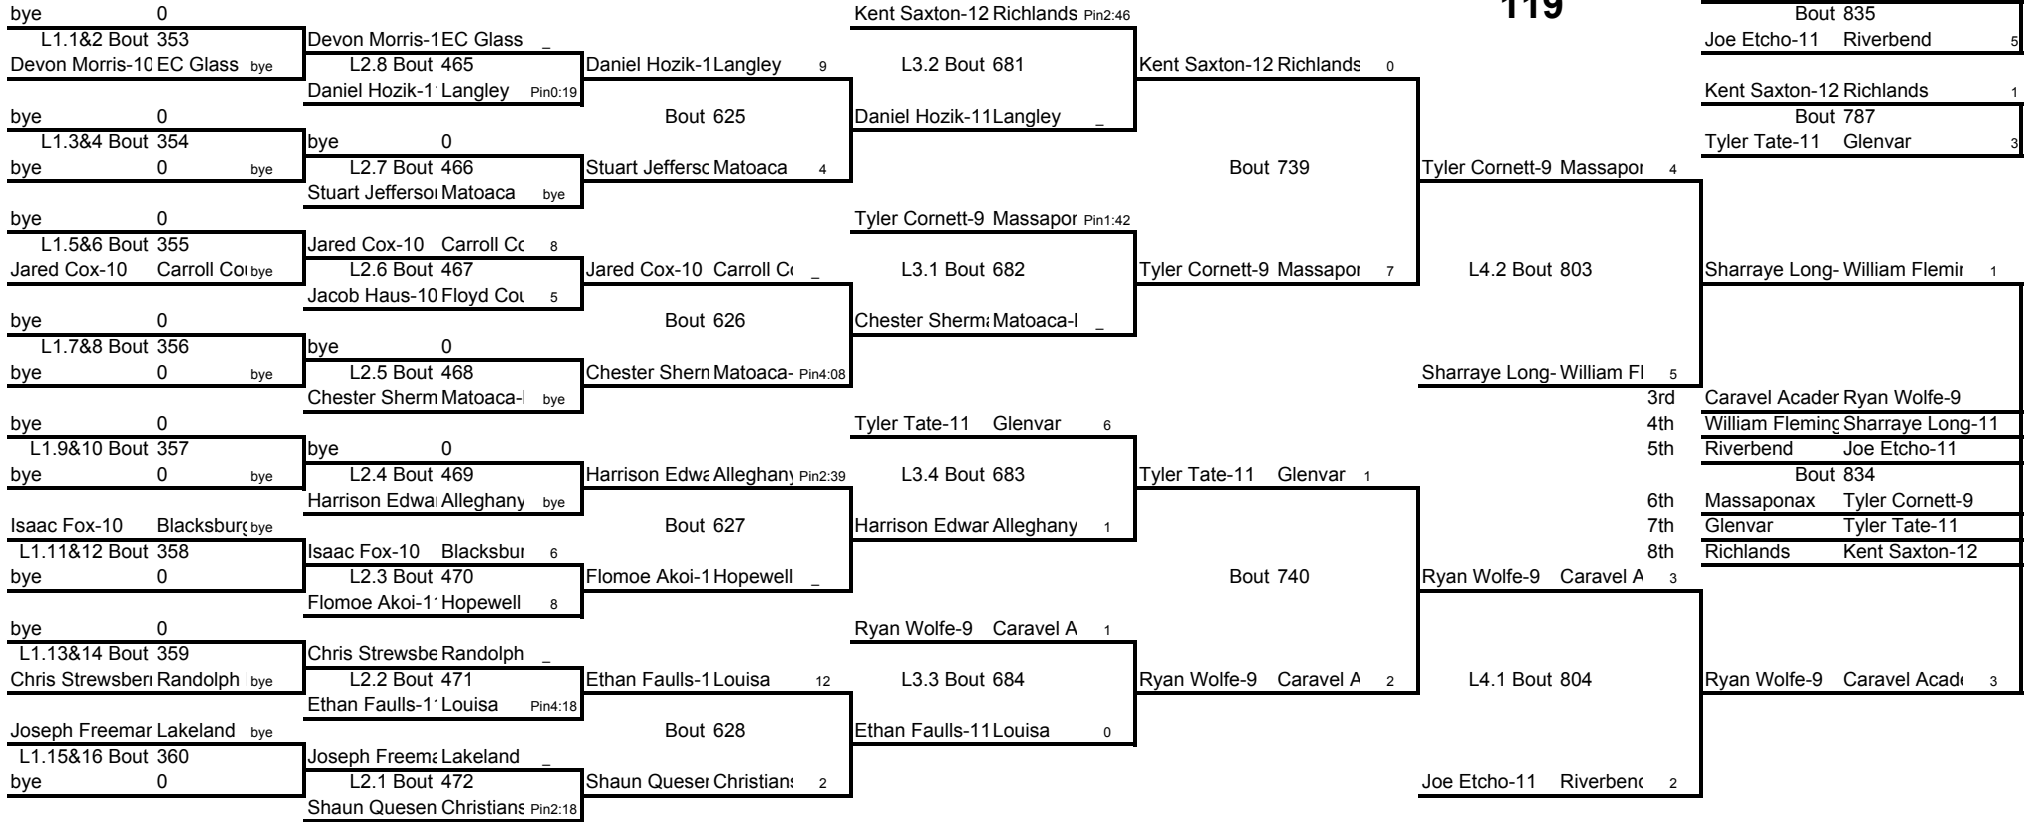 119
bye 0
L1.1&2 Bout 353
Devon Morris-10 EC Glass bye
bye 0
L1.3&4 Bout 354
bye 0 bye
bye 0
L1.5&6 Bout 355
Jared Cox-10 Carroll Cou bye
bye 0
L1.7&8 Bout 356
bye 0 bye
bye 0
L1.9&10 Bout 357
bye 0 bye
Isaac Fox-10 Blacksburg bye
L1.11&12 Bout 358
bye 0
bye 0
L1.13&14 Bout 359
Chris Strewsberr Randolph bye
Joseph Freemar Lakeland bye
L1.15&16 Bout 360
bye 0
Devon Morris-1 EC Glass _
L2.8 Bout 465
Daniel Hozik-1 Langley Pin0:19
bye 0
L2.7 Bout 466
Stuart Jefferso Matoaca bye
Jared Cox-10 Carroll Co 8
L2.6 Bout 467
Jacob Haus-10 Floyd Cou 5
bye 0
L2.5 Bout 468
Chester Sherm Matoaca- bye
bye 0
L2.4 Bout 469
Harrison Edwa Alleghany bye
Isaac Fox-10 Blacksbur 6
L2.3 Bout 470
Flomoe Akoi-1 Hopewell 8
Chris Strewsbe Randolph _
L2.2 Bout 471
Ethan Faulls-1 Louisa Pin4:18
Joseph Freema Lakeland _
L2.1 Bout 472
Shaun Quesen Christians Pin2:18
Daniel Hozik-1 Langley 9
Bout 625
Stuart Jeffersc Matoaca 4
Jared Cox-10 Carroll Co _
Bout 626
Chester Sherm Matoaca- Pin4:08
Harrison Edwa Alleghany Pin2:39
Bout 627
Flomoe Akoi-1 Hopewell _
Ethan Faulls-1 Louisa 12
Bout 628
Shaun Queser Christians 2
Kent Saxton-12 Richlands Pin2:46
L3.2 Bout 681
Daniel Hozik-11 Langley _
Tyler Cornett-9 Massapor Pin1:42
L3.1 Bout 682
Chester Sherma Matoaca-l _
Tyler Tate-11 Glenvar 6
L3.4 Bout 683
Harrison Edwar Alleghany 1
Ryan Wolfe-9 Caravel A 1
L3.3 Bout 684
Ethan Faulls-11 Louisa 0
Kent Saxton-12 Richlands 0
Bout 739
Tyler Cornett-9 Massapor 7
Tyler Tate-11 Glenvar 1
Bout 740
Ryan Wolfe-9 Caravel A 2
Tyler Cornett-9 Massapor 4
L4.2 Bout 803
Sharraye Long- William Fl 5
Ryan Wolfe-9 Caravel A 3
L4.1 Bout 804
Joe Etcho-11 Riverbend 2
Bout 835
Joe Etcho-11 Riverbend 5
Kent Saxton-12 Richlands 1
Bout 787
Tyler Tate-11 Glenvar 3
Sharraye Long- William Flemin 1
3rd Caravel Acader Ryan Wolfe-9
4th William Fleming Sharraye Long-11
5th Riverbend Joe Etcho-11
Bout 834
6th Massaponax Tyler Cornett-9
7th Glenvar Tyler Tate-11
8th Richlands Kent Saxton-12
Ryan Wolfe-9 Caravel Acade 3